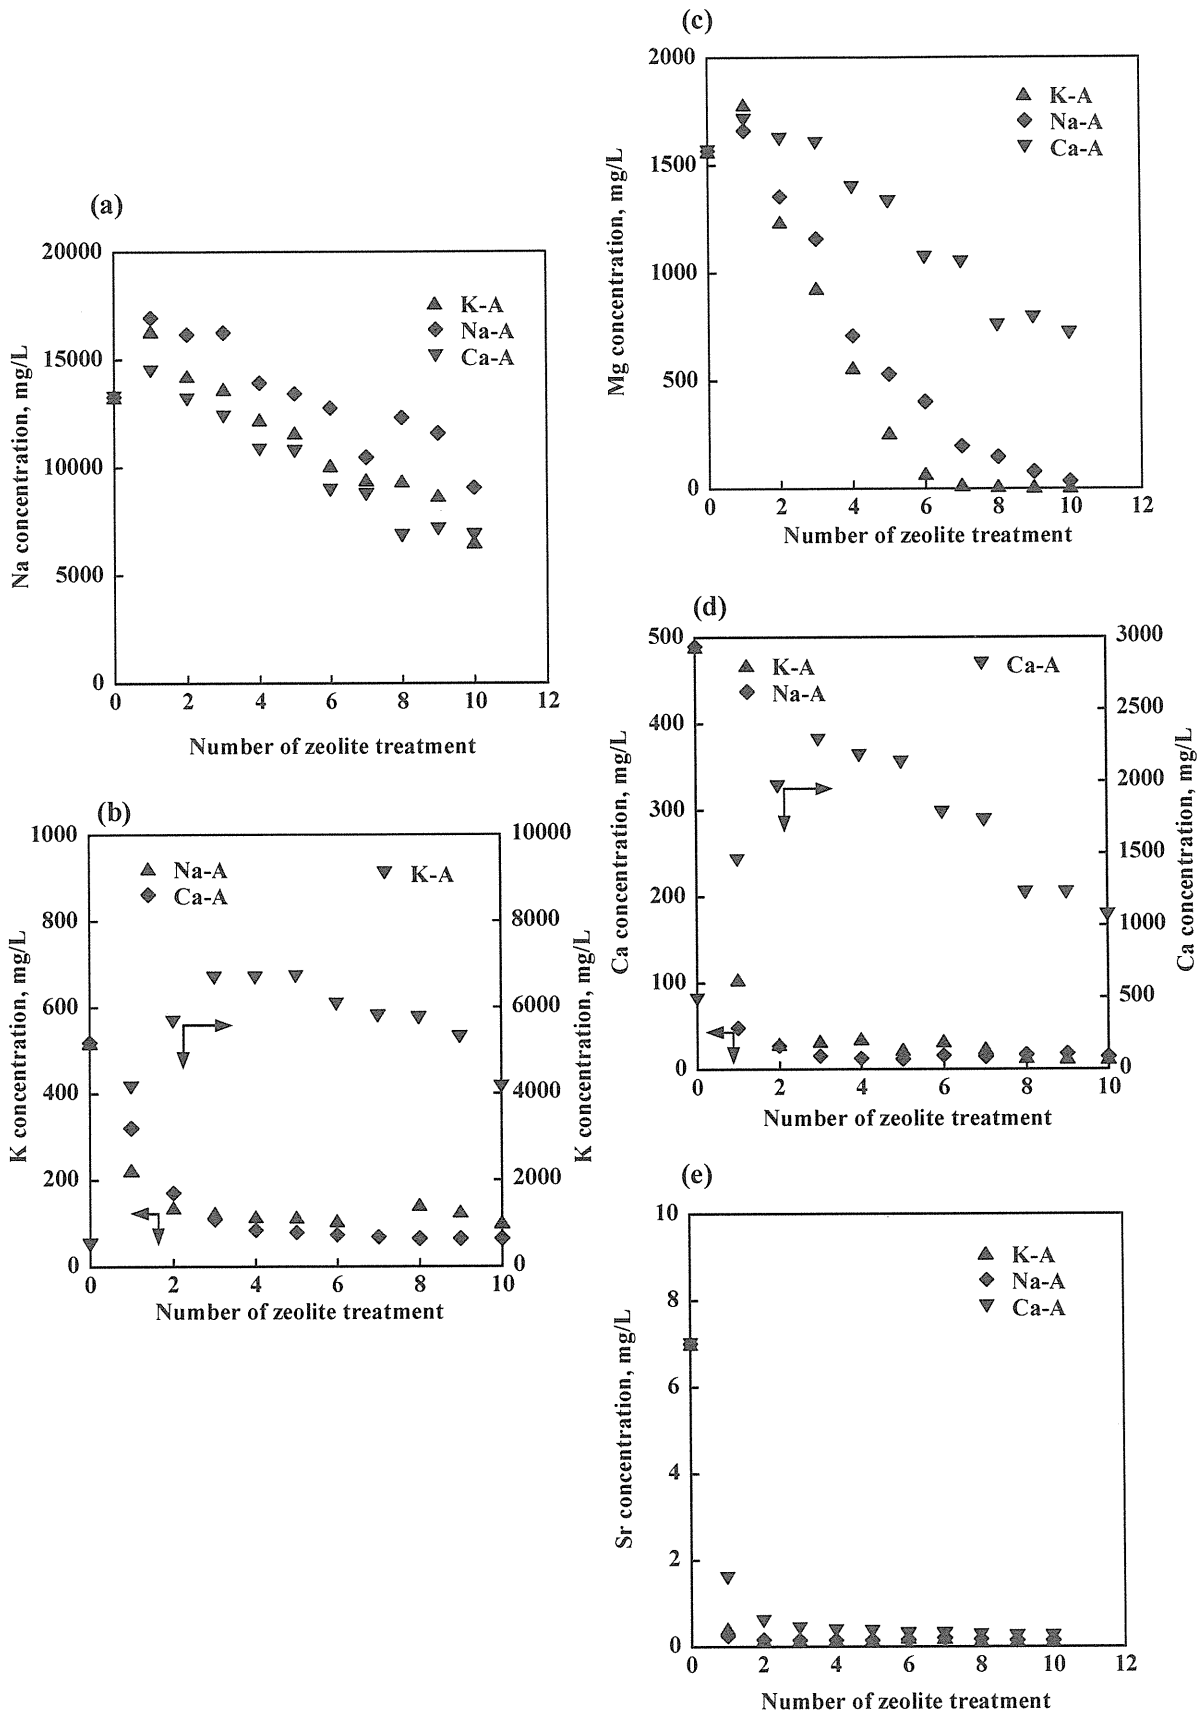 (a)
20000
15000
10000
5000
0
Na concentration, mg/L
K-A
Na-A
Ca-A
0 2 4 6 8 10 12
Number of zeolite treatment
(b)
1000
800
600
400
200
0
K concentration, mg/L
Na-A
Ca-A
K-A
10000
8000
6000
4000
2000
0
K concentration, mg/L
0 2 4 6 8 10
Number of zeolite treatment
(c)
2000
1500
1000
500
0
Mg concentration, mg/L
K-A
Na-A
Ca-A
0 2 4 6 8 10 12
Number of zeolite treatment
(d)
500
400
300
200
100
0
Ca concentration, mg/L
K-A
Na-A
Ca-A
3000
2500
2000
1500
1000
500
0
Ca concentration, mg/L
0 2 4 6 8 10
Number of zeolite treatment
(e)
10
8
6
4
2
0
Sr concentration, mg/L
K-A
Na-A
Ca-A
0 2 4 6 8 10 12
Number of zeolite treatment